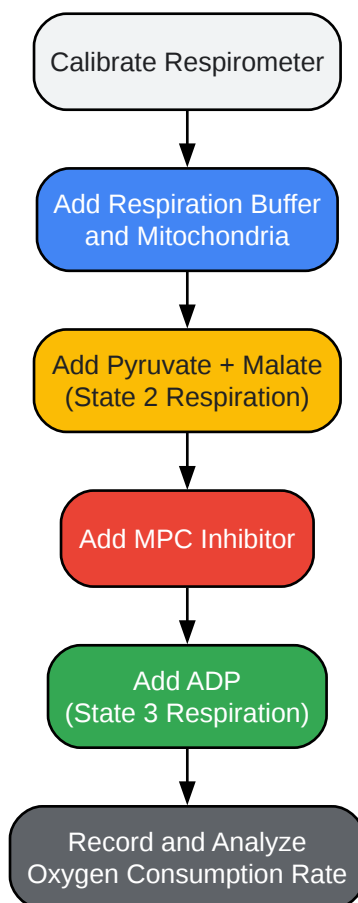 Calibrate Respirometer
Add Respiration Buffer
and Mitochondria
Add Pyruvate + Malate
(State 2 Respiration)
Add MPC Inhibitor
Add ADP
(State 3 Respiration)
Record and Analyze
Oxygen Consumption Rate